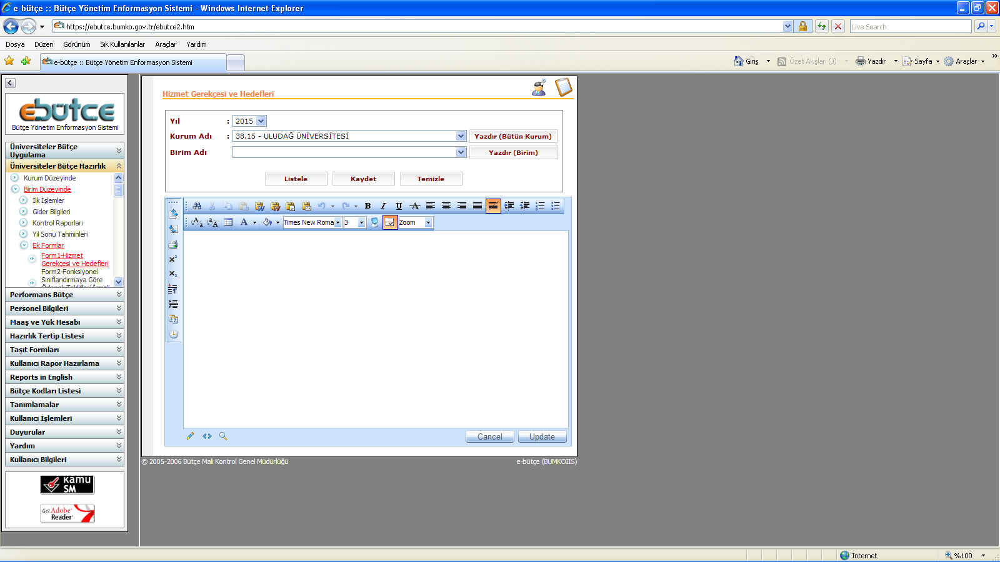 e-bütçe :: Bütçe Yönetim Enformasyon Sistemi - Windows Internet Explorer
https://ebutce.bumko.gov.tr/ebutce2.htm
Live Search
Dosya Düzen Görünüm Sık Kullanılanlar Araçlar Yardım
e-bütçe :: Bütçe Yönetim Enformasyon Sistemi
Giriş Özet Akışları (J) Yazdır Sayfa Araçlar
ebütçe
Bütçe Yönetim Enformasyon Sistemi
Üniversiteler Bütçe
Uygulama
Üniversiteler Bütçe Hazırlık
Kurum Düzeyinde
Birim Düzeyinde
İlk İşlemler
Gider Bilgileri
Kontrol Raporları
Yıl Sonu Tahminleri
Ek Formlar
Form1-Hizmet
Gerekçesi ve Hedefleri
Form2-Fonksiyonel
Sınıflandırmaya Göre
Ödenek Teklifleri İcmali
Performans Bütçe
Personel Bilgileri
Maaş ve Yük Hesabı
Hazırlık Tertip Listesi
Taşıt Formları
Kullanıcı Rapor Hazırlama
Reports in English
Bütçe Kodları Listesi
Tanımlamalar
Kullanıcı İşlemleri
Duyurular
Yardım
Kullanıcı Bilgileri
KAMU
SM
Get Adobe
Reader
Hizmet Gerekçesi ve Hedefleri
Yıl : 2015
Kurum Adı : 38.15 - ULUDAĞ ÜNİVERSİTESİ Yazdır (Bütün Kurum)
Birim Adı Yazdır (Birim)
Listele Kaydet Temizle
Times New Roma 3 Zoom
Cancel Update
© 2005-2006 Bütçe Mali Kontrol Genel Müdürlüğü e-bütçe (BUMKOIIS)
Internet %100